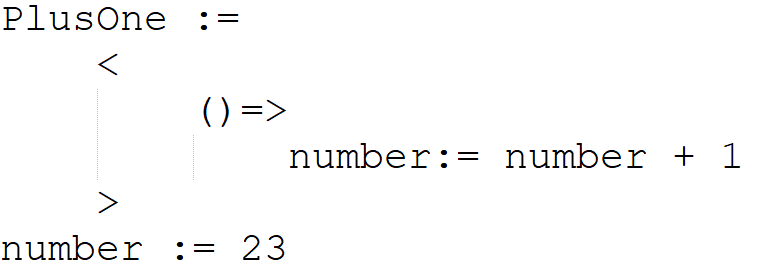 PlusOne :=
<
()=>
number:= number + 1
>
number := 23